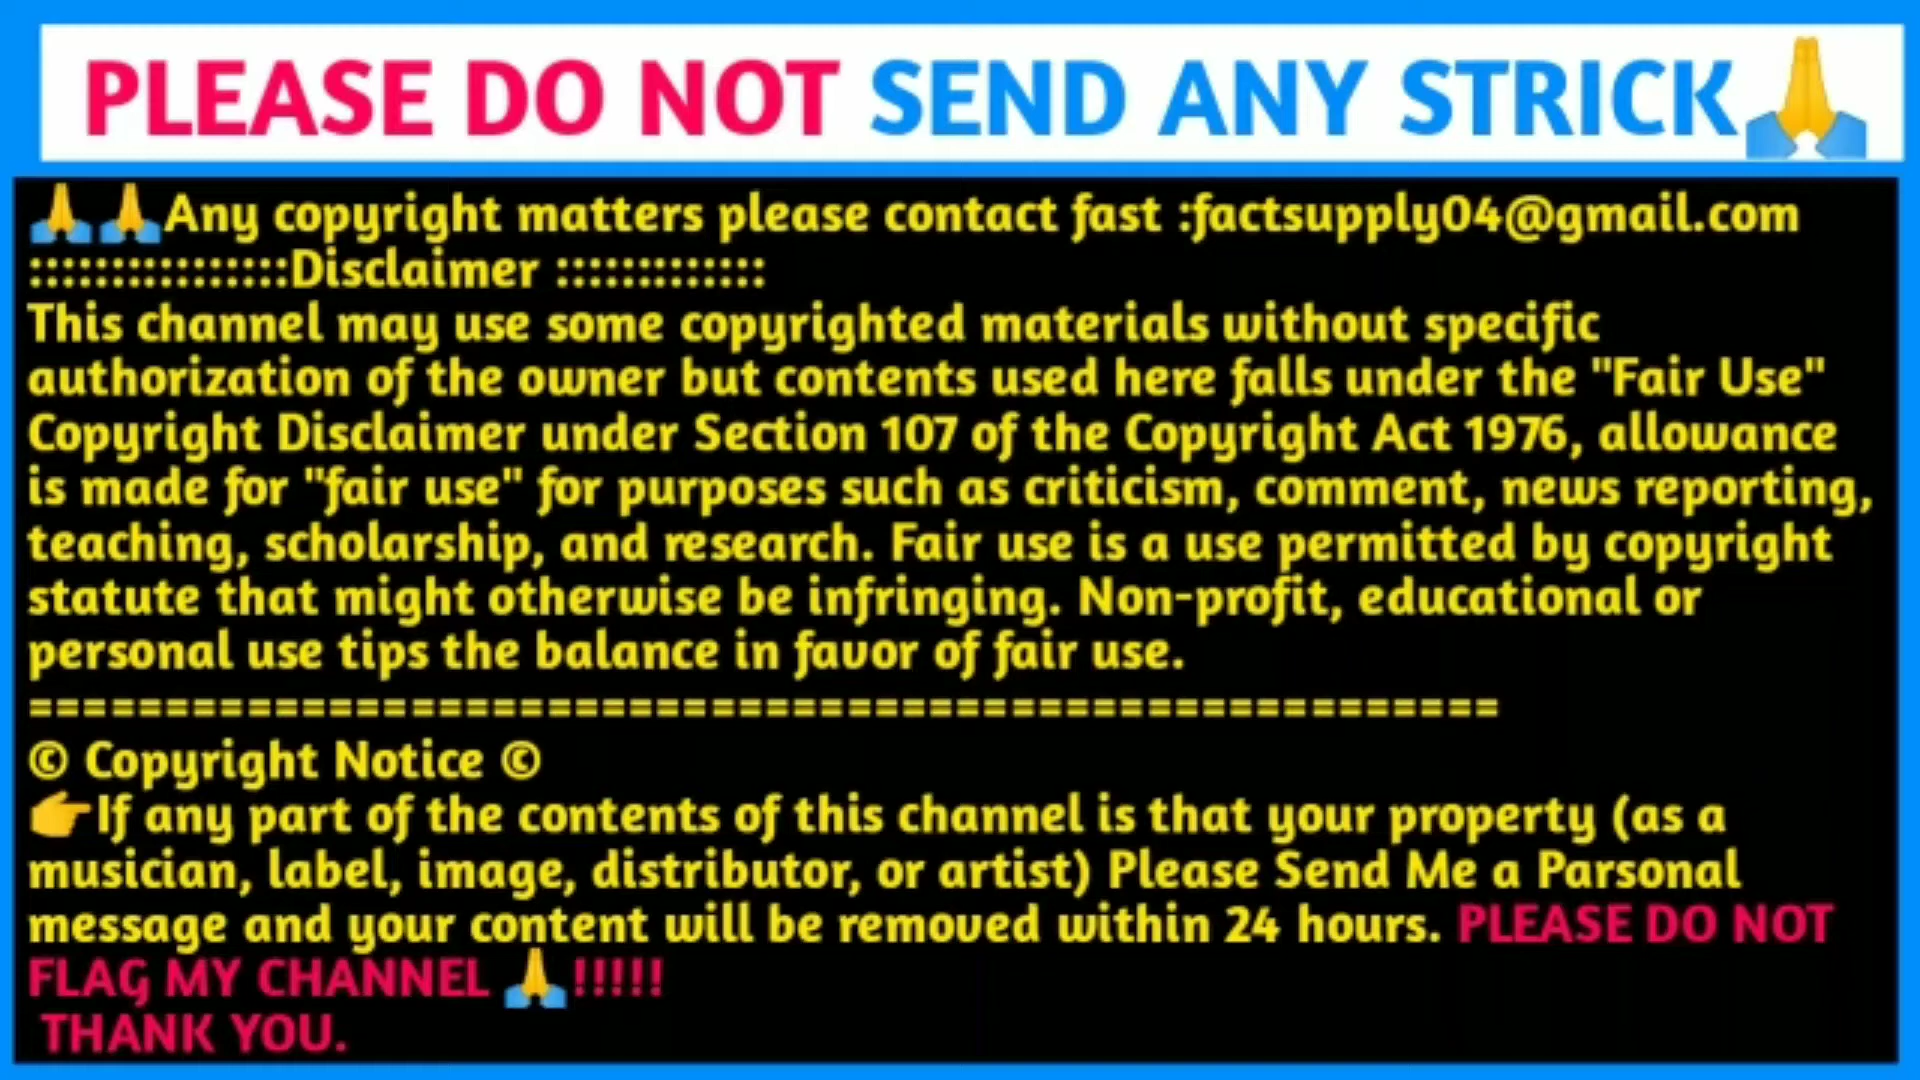 PLEASE DO NOT SEND ANY STRICK🙏
🙏🙏Any copyright matters please contact fast :factsupply04@gmail.com
::::::::::::::::Disclaimer :::::::::::::
This channel may use some copyrighted materials without specific
authorization of the owner but contents used here falls under the "Fair Use"
Copyright Disclaimer under Section 107 of the Copyright Act 1976, allowance
is made for "fair use" for purposes such as criticism, comment, news reporting,
teaching, scholarship, and research. Fair use is a use permitted by copyright
statute that might otherwise be infringing. Non-profit, educational or
personal use tips the balance in favor of fair use.
======================================================
© Copyright Notice ©
👉If any part of the contents of this channel is that your property (as a
musician, label, image, distributor, or artist) Please Send Me a Parsonal
message and your content will be removed within 24 hours. PLEASE DO NOT
FLAG MY CHANNEL 🙏!!!!!
THANK YOU.